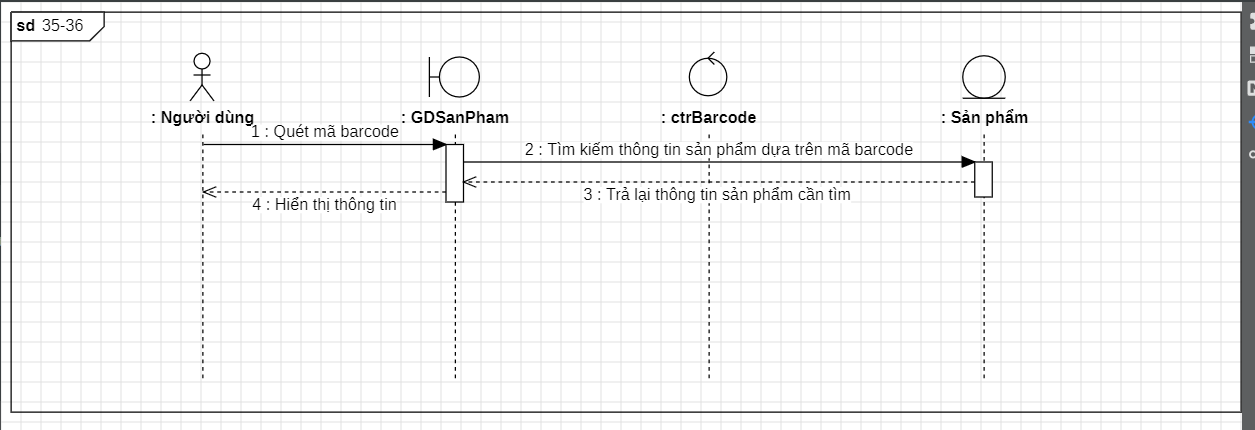 sd 35-36
: Người dùng
: GDSanPham
: ctrBarcode
: Sản phẩm
1 : Quét mã barcode
2 : Tìm kiếm thông tin sản phẩm dựa trên mã barcode
3 : Trả lại thông tin sản phẩm cần tìm
4 : Hiển thị thông tin